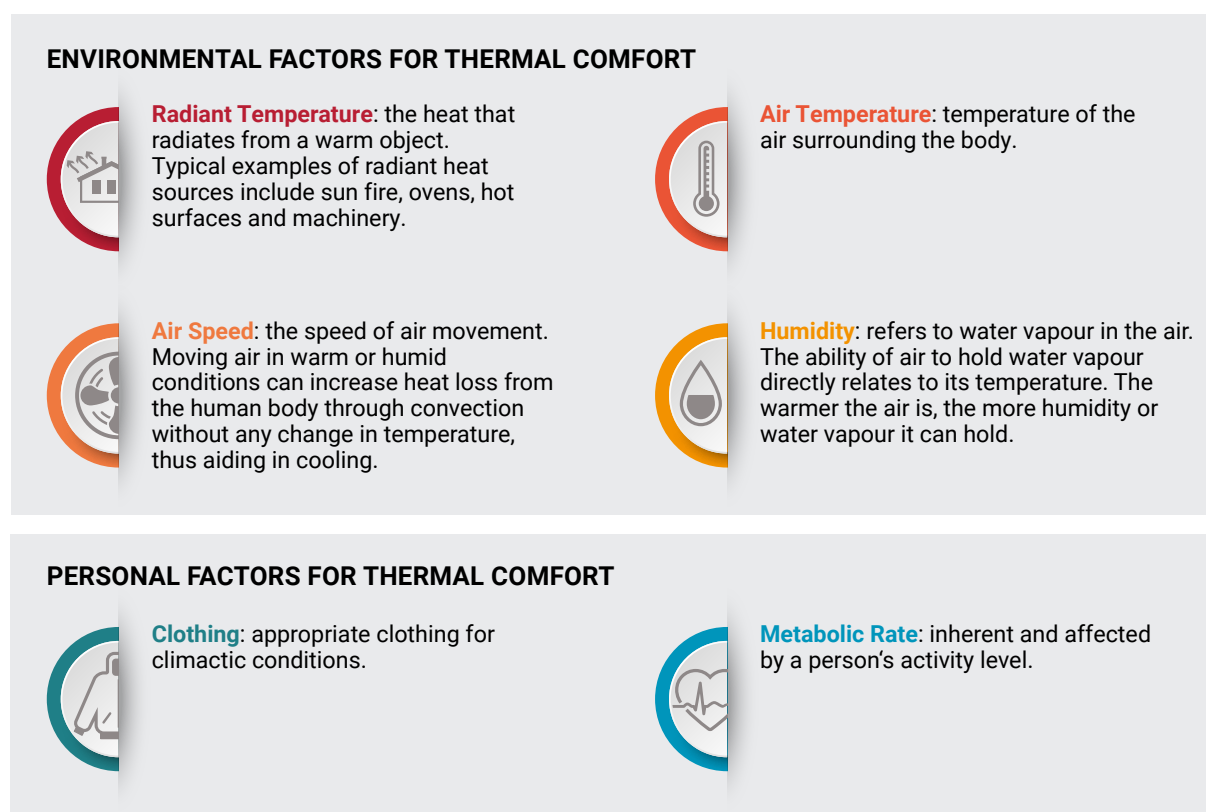 ENVIRONMENTAL FACTORS FOR THERMAL COMFORT
Radiant Temperature: the heat that
radiates from a warm object.
Typical examples of radiant heat
sources include sun fire, ovens, hot
surfaces and machinery.
Air Temperature: temperature of the
air surrounding the body.
Air Speed: the speed of air movement.
Moving air in warm or humid
conditions can increase heat loss from
the human body through convection
without any change in temperature,
thus aiding in cooling.
Humidity: refers to water vapour in the air.
The ability of air to hold water vapour
directly relates to its temperature. The
warmer the air is, the more humidity or
water vapour it can hold.
PERSONAL FACTORS FOR THERMAL COMFORT
Clothing: appropriate clothing for
climactic conditions.
Metabolic Rate: inherent and affected
by a person‘s activity level.